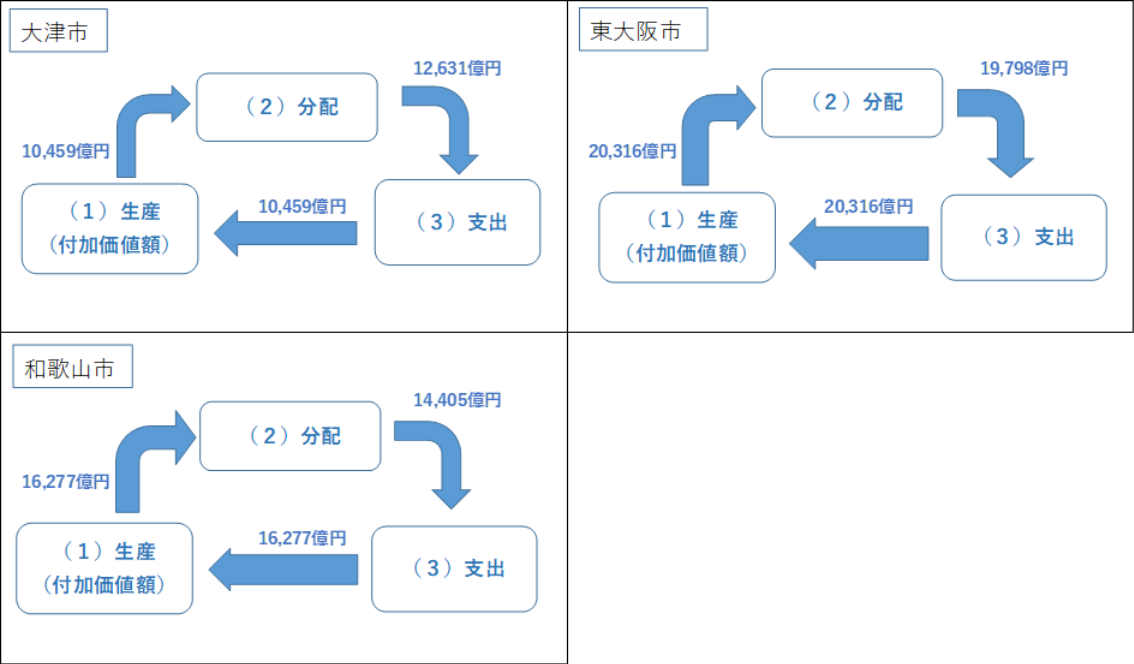 大津市
12,631億円
（2）分配
10,459億円
（1）生産
（付加価値額）
10,459億円
（3）支出
東大阪市
19,798億円
（2）分配
20,316億円
（1）生産
（付加価値額）
20,316億円
（3）支出
和歌山市
14,405億円
（2）分配
16,277億円
（1）生産
（付加価値額）
16,277億円
（3）支出